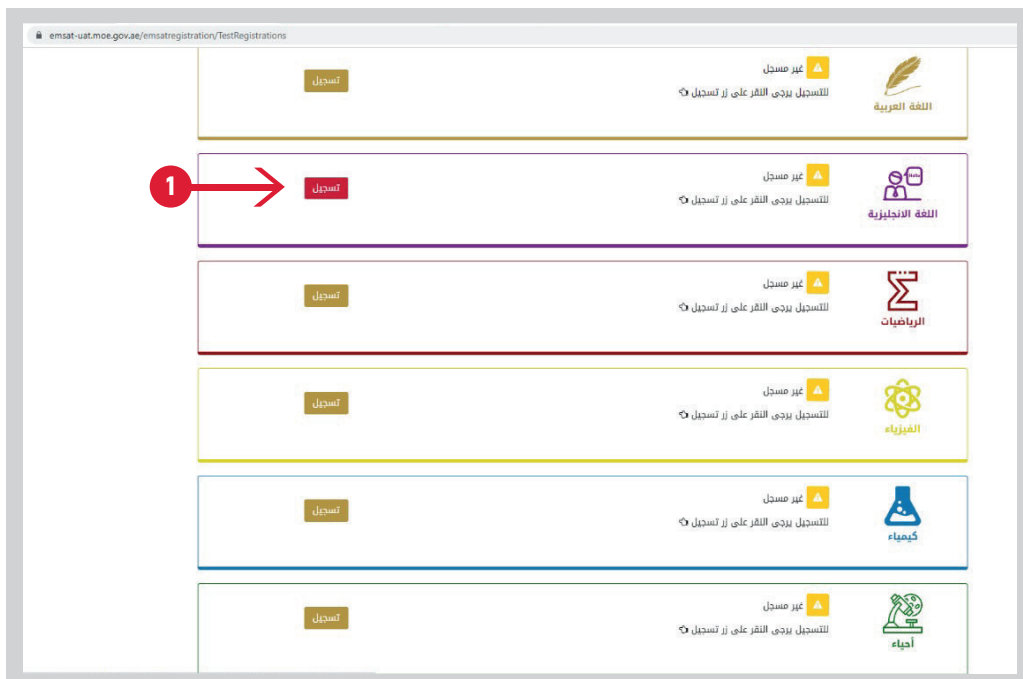 emsat-uat.moe.gov.ae/emsatregistration/TestRegistrations
اللغة العربية
غير مسجل
للتسجيل يرجى النقر على زر تسجيل
تسجيل
اللغة الانجليزية
Hello
غير مسجل
للتسجيل يرجى النقر على زر تسجيل
تسجيل
1
الرياضيات
غير مسجل
للتسجيل يرجى النقر على زر تسجيل
تسجيل
الفيزياء
غير مسجل
للتسجيل يرجى النقر على زر تسجيل
تسجيل
كيمياء
غير مسجل
للتسجيل يرجى النقر على زر تسجيل
تسجيل
أحياء
غير مسجل
للتسجيل يرجى النقر على زر تسجيل
تسجيل